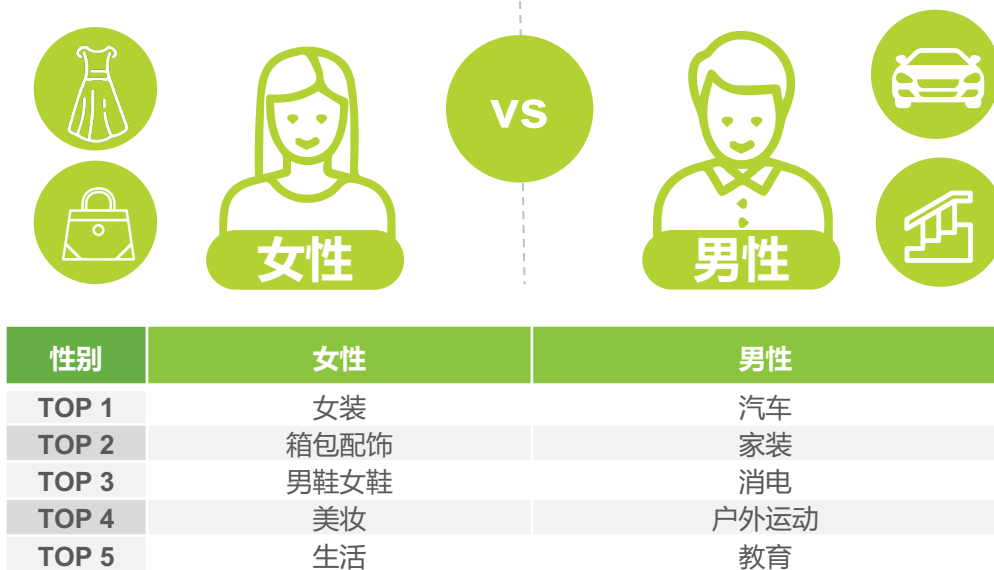 vs
女性
男性
性别 女性 男性
TOP 1 女装 汽车
TOP 2 箱包配饰 家装
TOP 3 男鞋女鞋 消电
TOP 4 美妆 户外运动
TOP 5 生活 教育